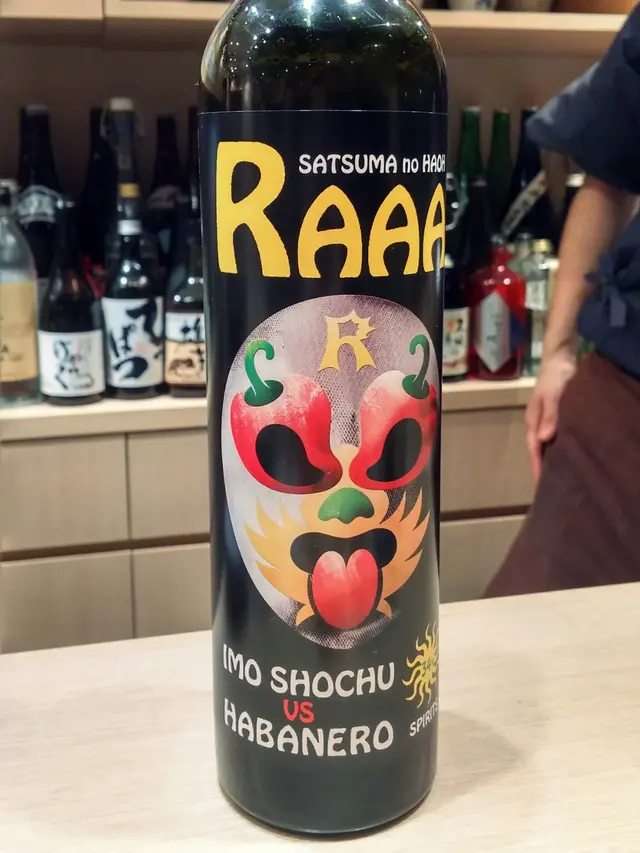 SATSUMA no HAOH
RAAA
R
IMO SHOCHU
VS
HABANERO
SPIRITS